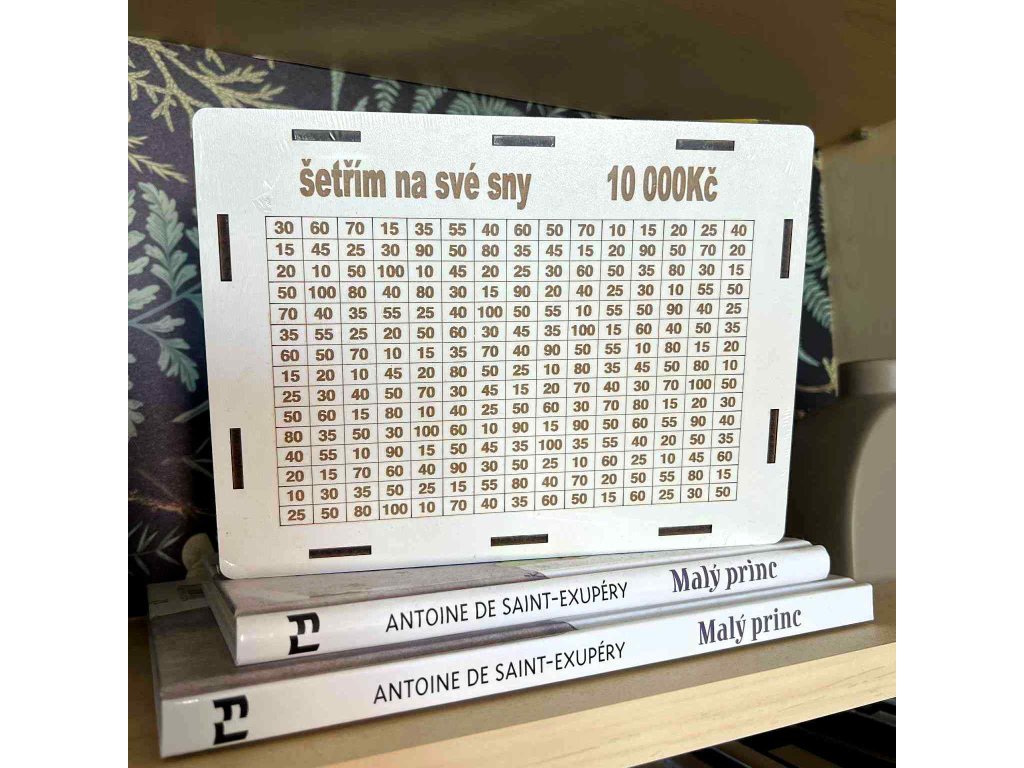 šetřím na své sny 10 000Kč
30 60 70 15 35 55 40 60 50 70 10 15 20 25 40
15 45 25 30 90 50 80 35 45 15 20 90 50 70 20
20 10 50 100 10 45 20 25 30 60 50 35 80 30 15
50 100 80 40 80 30 15 90 20 40 25 30 10 55 50
70 40 35 55 25 40 100 50 55 10 55 50 90 40 25
35 55 25 20 50 60 30 45 35 100 15 60 40 50 35
60 50 70 10 15 35 70 40 90 50 55 10 80 15 20
15 20 10 45 20 80 50 25 10 80 35 45 50 80 10
25 30 40 50 70 30 45 15 20 70 40 30 70 100 50
50 60 15 80 10 40 25 50 60 30 70 80 15 20 30
80 35 50 30 100 60 10 90 15 90 50 60 55 90 40
40 55 10 90 15 50 45 35 100 35 55 40 20 50 35
20 15 70 60 40 90 30 50 25 10 60 25 10 45 60
10 30 35 50 25 15 55 80 40 70 20 50 55 80 15
25 50 80 100 10 70 40 35 60 50 15 60 25 30 50
ANTOINE DE SAINT-EXUPÉRY Malý princ
ANTOINE DE SAINT-EXUPÉRY Malý princ